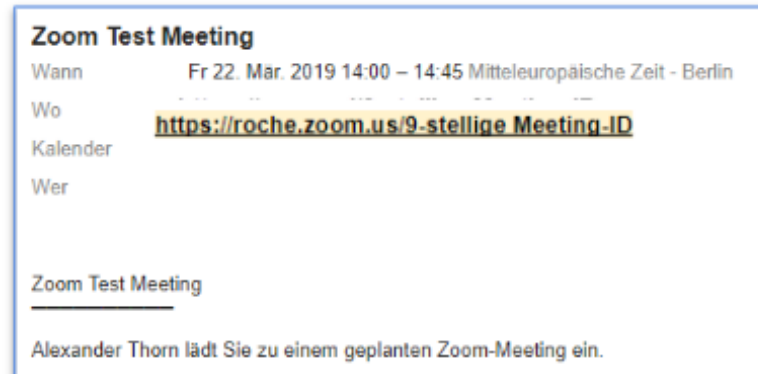 Zoom Test Meeting
Wann Fr 22. Mär. 2019 14:00 – 14:45 Mitteleuropäische Zeit - Berlin
Wo
https://roche.zoom.us/9-stellige Meeting-ID
Kalender
Wer
Zoom Test Meeting
Alexander Thorn lädt Sie zu einem geplanten Zoom-Meeting ein.